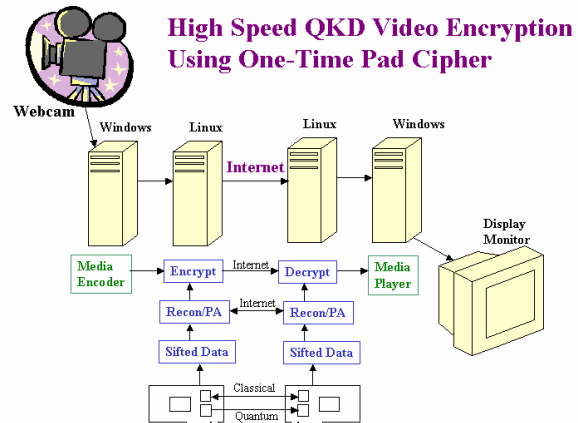 High Speed QKD Video Encryption
Using One-Time Pad Cipher
Webcam
Windows
Linux
Linux
Windows
Internet
Display
Monitor
Media
Encoder
Encrypt
Internet
Decrypt
Media
Player
Recon/PA
Internet
Recon/PA
Sifted Data
Sifted Data
Classical
Quantum